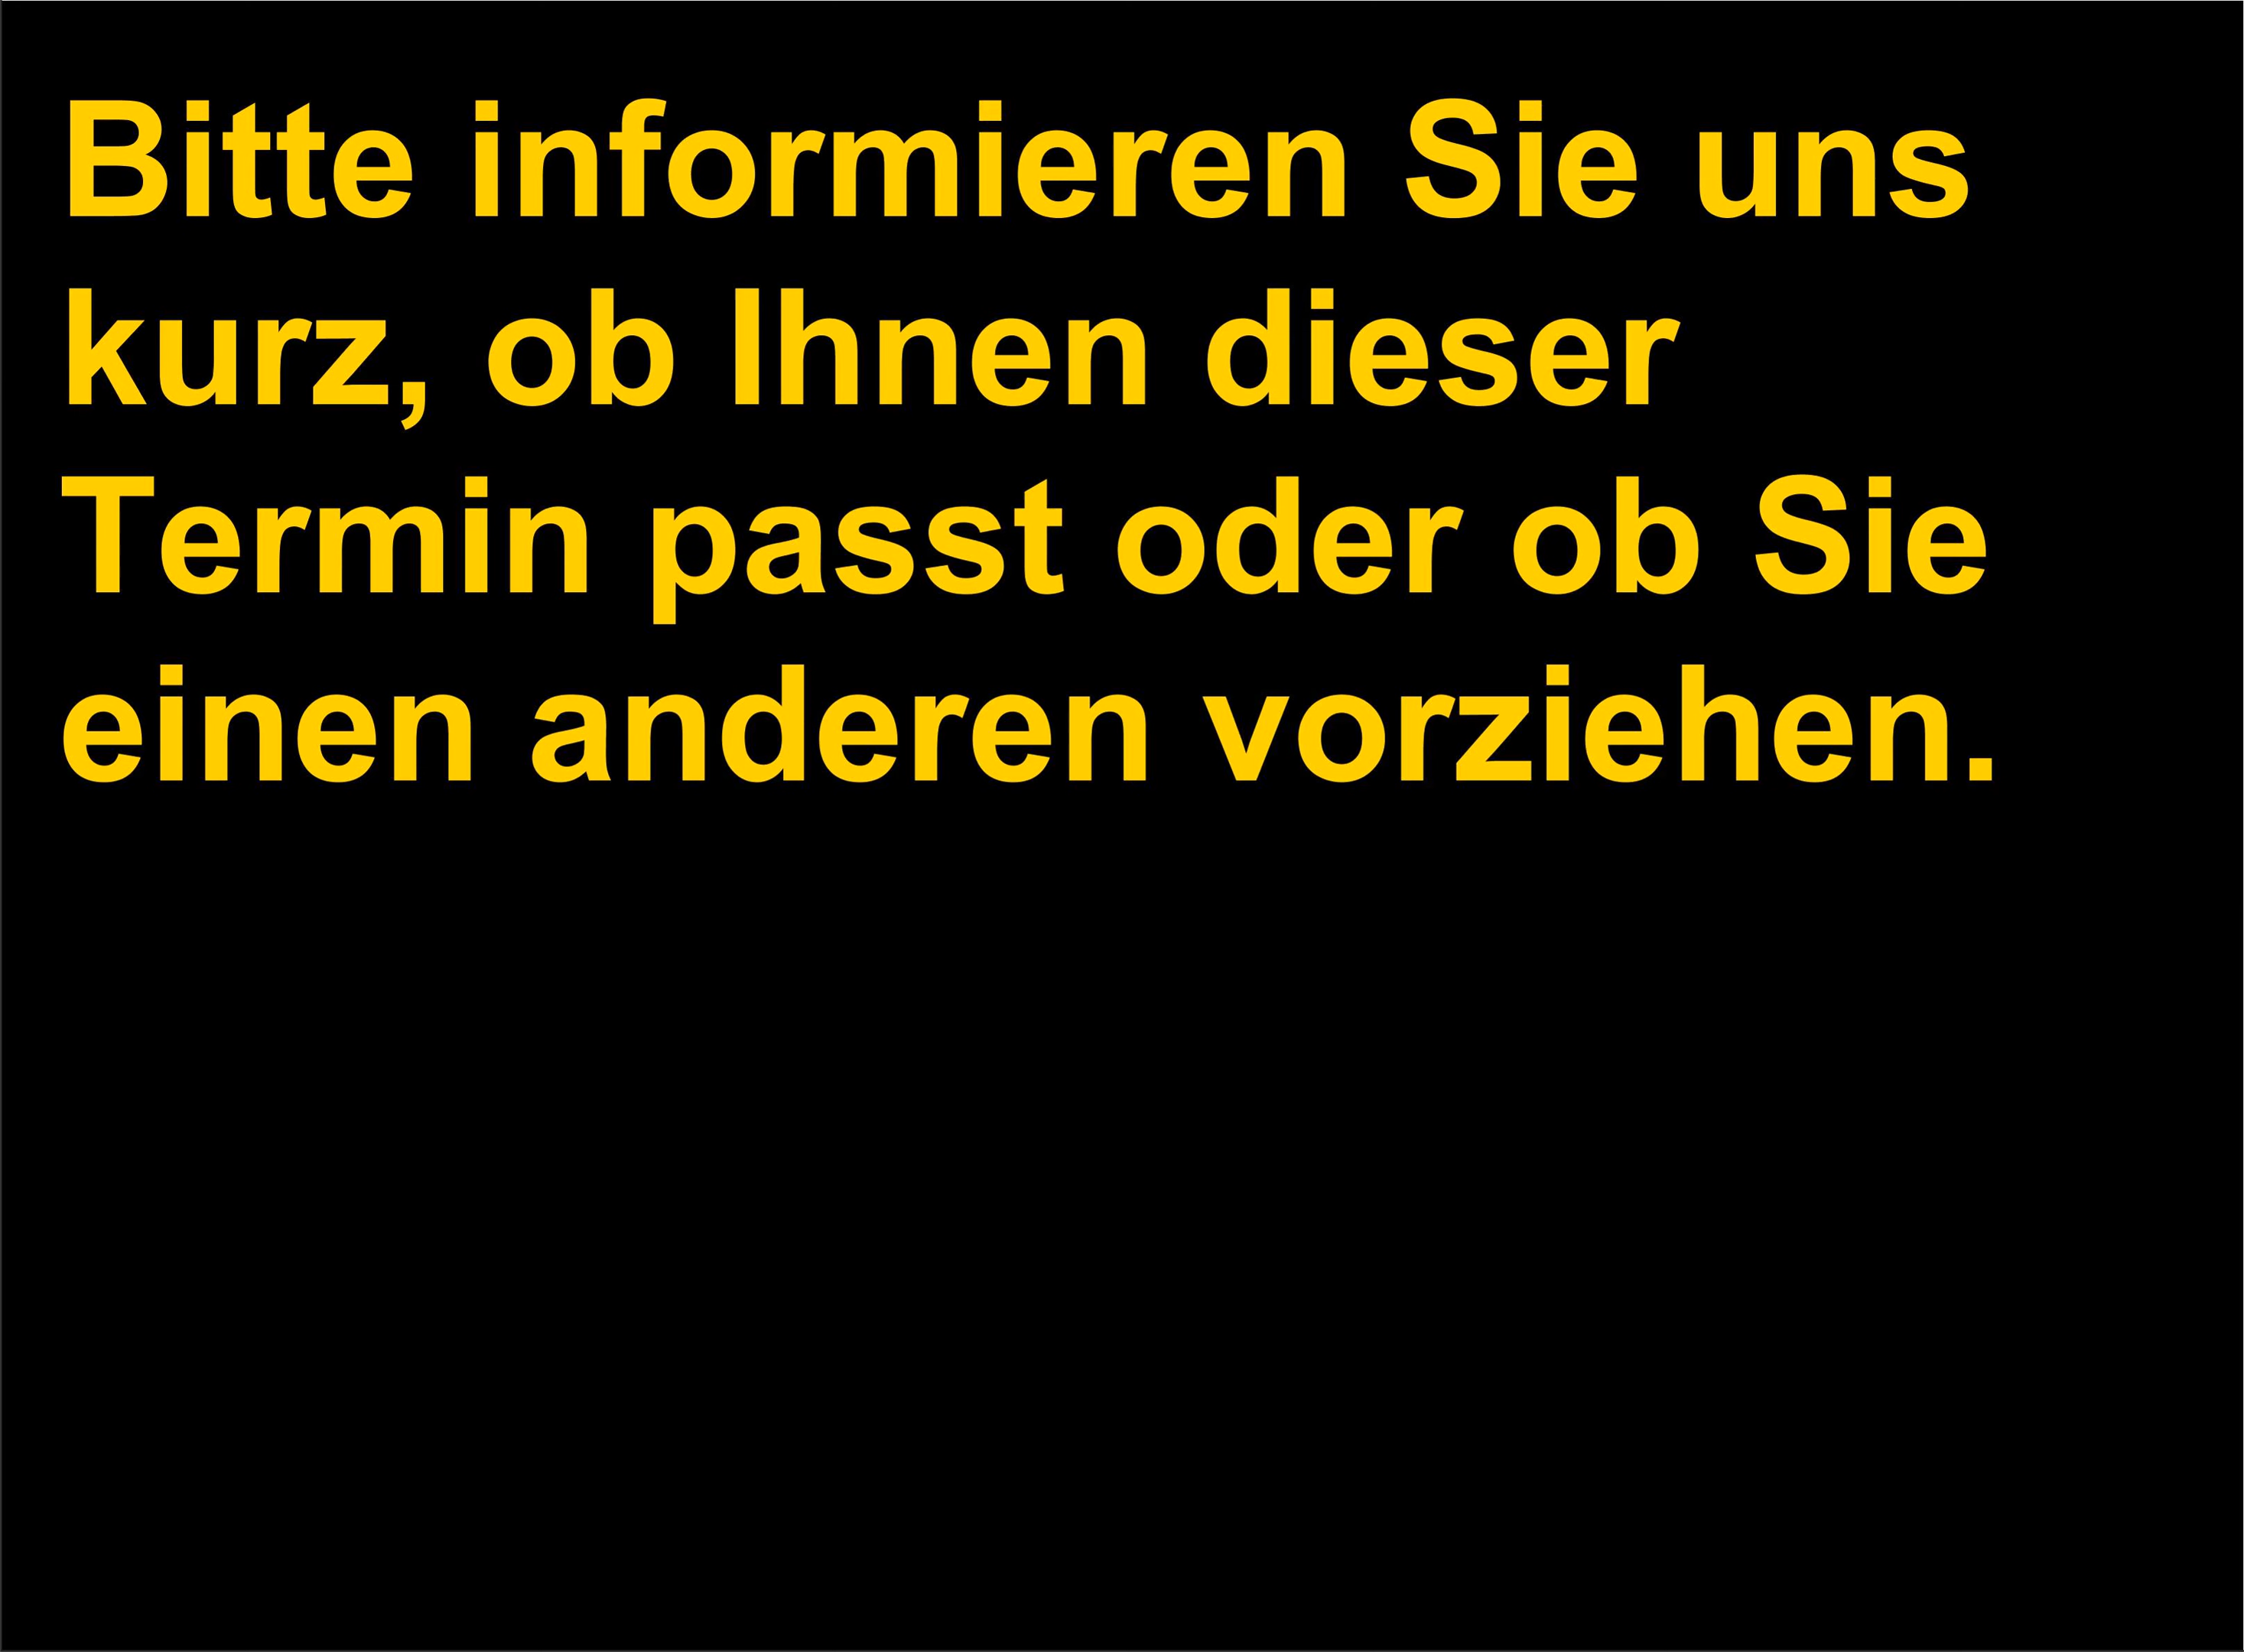 Bitte informieren Sie uns
kurz, ob Ihnen dieser
Termin passt oder ob Sie
einen anderen vorziehen.